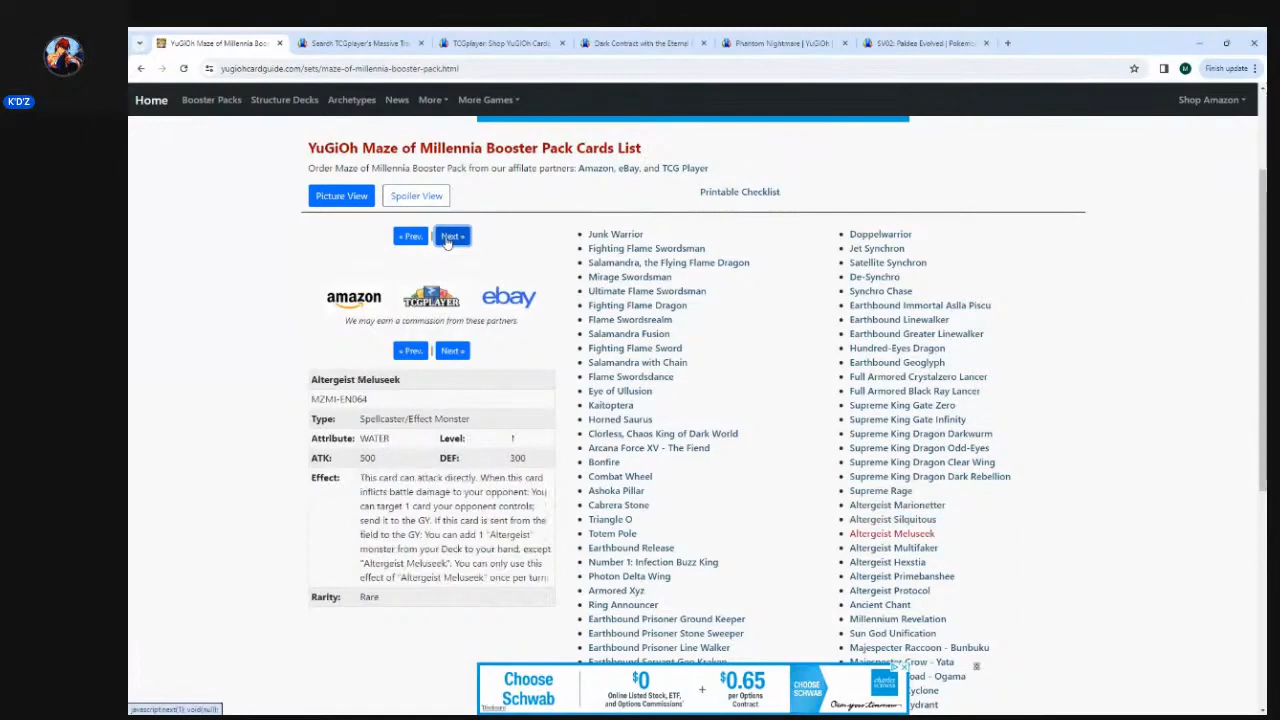 YuGiOh Maze of Millennia Boo
Search TCGplayer's Massive Tra
TCGplayer: Shop YuGiOh Cards
Dark Contract with the Eternal
Phantom Nightmare | YuGiOh |
SV02: Paldea Evolved | Pokemo
yugiohcardguide.com/sets/maze-of-millennia-booster-pack.html
M
Finish update
K'D'Z
Home
Booster Packs
Structure Decks
Archetypes
News
More
More Games
Shop Amazon
YuGiOh Maze of Millennia Booster Pack Cards List
Order Maze of Millennia Booster Pack from our affilate partners: Amazon, eBay, and TCG Player
Picture View
Spoiler View
Printable Checklist
« Prev. | Next »
amazon
TCGPLAYER
ebay
We may earn a commission from these partners.
« Prev. | Next »
Altergeist Meluseek
MZMI-EN064
Type: Spellcaster/Effect Monster
Attribute: WATER Level: 1
ATK: 500 DEF: 300
Effect: This card can attack directly. When this card
inflicts battle damage to your opponent: You
can target 1 card your opponent controls;
send it to the GY. If this card is sent from the
field to the GY: You can add 1 "Altergeist"
monster from your Deck to your hand, except
"Altergeist Meluseek". You can only use this
effect of "Altergeist Meluseek" once per turn.
Rarity: Rare
Junk Warrior
Fighting Flame Swordsman
Salamandra, the Flying Flame Dragon
Mirage Swordsman
Ultimate Flame Swordsman
Fighting Flame Dragon
Flame Swordsrealm
Salamandra Fusion
Fighting Flame Sword
Salamandra with Chain
Flame Swordsdance
Eye of Ullusion
Kaitoptera
Horned Saurus
Clorless, Chaos King of Dark World
Arcana Force XV - The Fiend
Bonfire
Combat Wheel
Ashoka Pillar
Cabrera Stone
Triangle O
Totem Pole
Earthbound Release
Number 1: Infection Buzz King
Photon Delta Wing
Armored Xyz
Ring Announcer
Earthbound Prisoner Ground Keeper
Earthbound Prisoner Stone Sweeper
Earthbound Prisoner Line Walker
Earthbound Servant Geo Kraken
Doppelwarrior
Jet Synchron
Satellite Synchron
De-Synchro
Synchro Chase
Earthbound Immortal Aslla Piscu
Earthbound Linewalker
Earthbound Greater Linewalker
Hundred-Eyes Dragon
Earthbound Geoglyph
Full Armored Crystalzero Lancer
Full Armored Black Ray Lancer
Supreme King Gate Zero
Supreme King Gate Infinity
Supreme King Dragon Darkwurm
Supreme King Dragon Odd-Eyes
Supreme King Dragon Clear Wing
Supreme King Dragon Dark Rebellion
Supreme Rage
Altergeist Marionetter
Altergeist Silquitous
Altergeist Meluseek
Altergeist Multifaker
Altergeist Hexstia
Altergeist Primebanshee
Altergeist Protocol
Ancient Chant
Millennium Revelation
Sun God Unification
Majespecter Raccoon - Bunbuku
Majespecter Crow - Yata
oad - Ogama
yclone
ydrant
Choose
Schwab
Disclosure
$0
Online Listed Stock, ETF,
and Options Commissions
+
$0.65
per Options
Contract
CHOOSE
SCHWAB
charles
SCHWAB
Own your tomorrow
javascript:next(1); void(null);